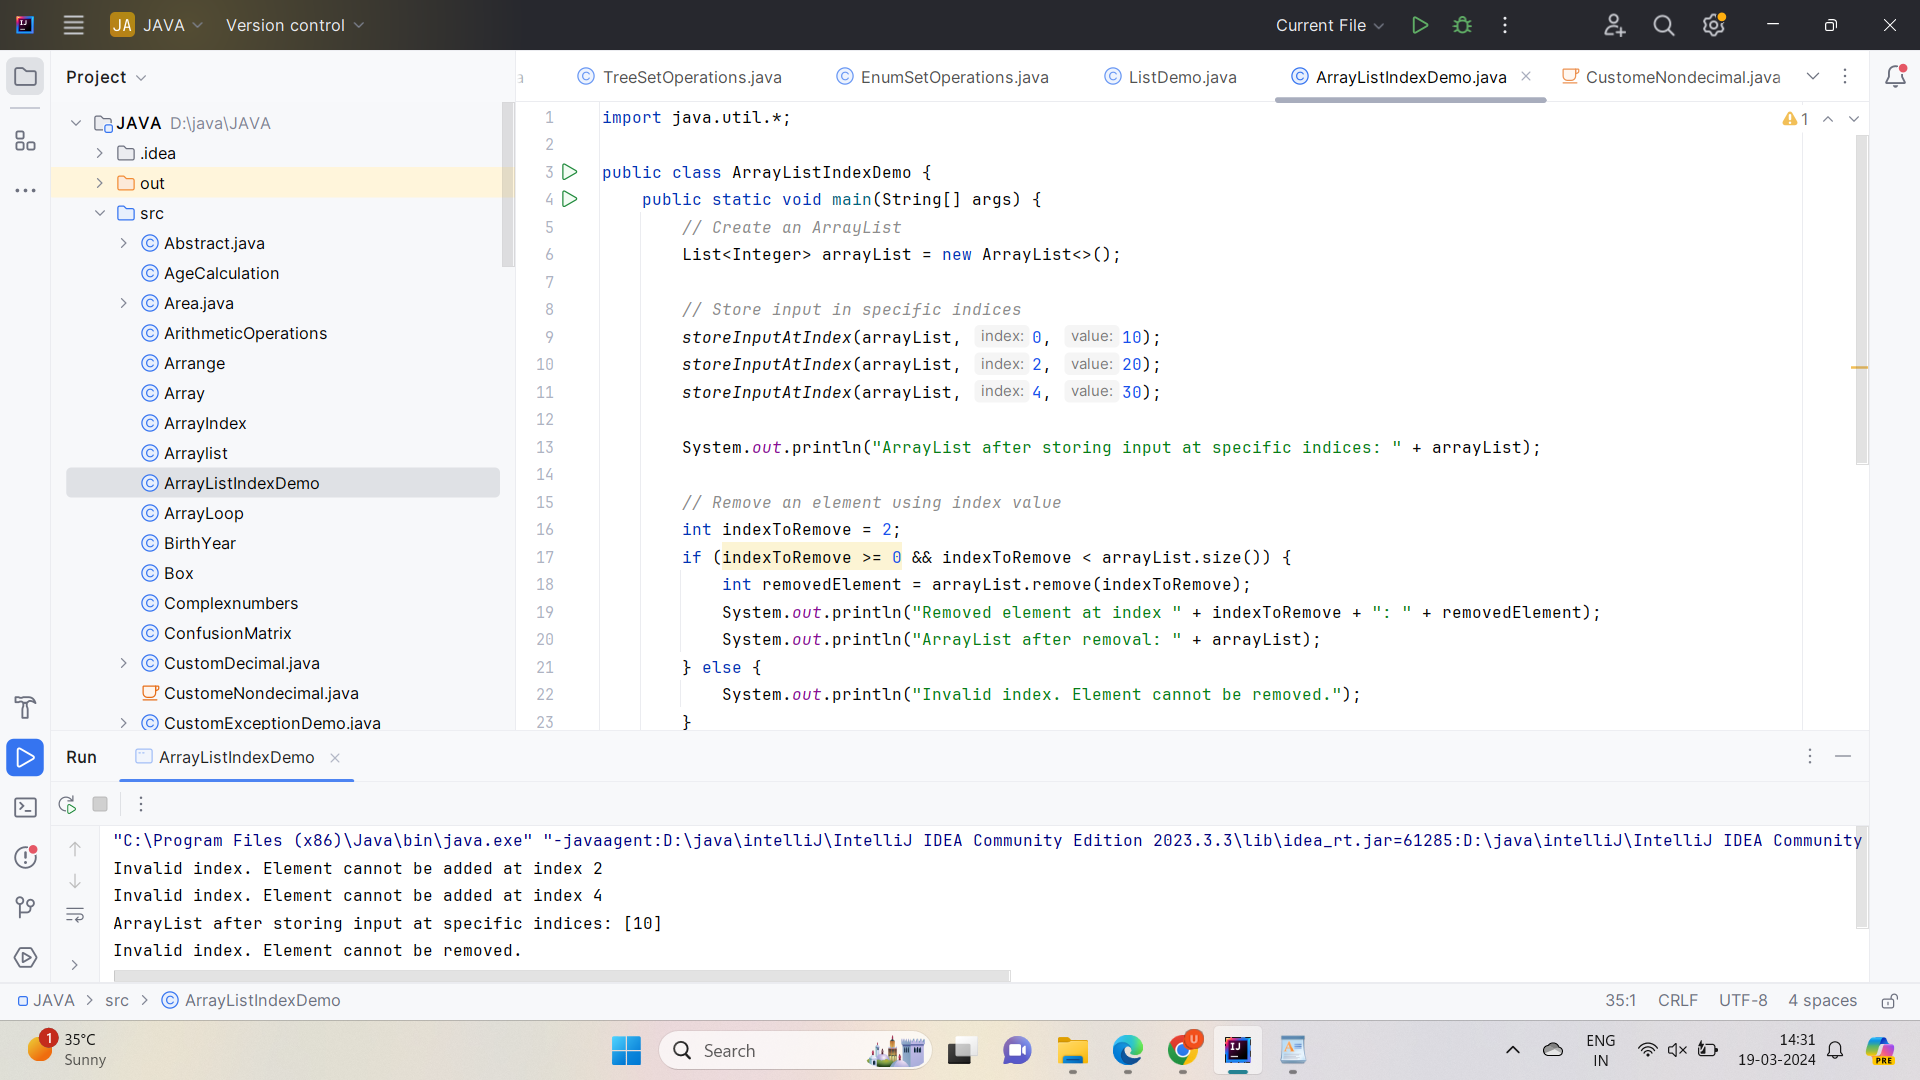 JA JAVA Version control Current File
Project
a TreeSetOperations.java EnumSetOperations.java ListDemo.java ArrayListIndexDemo.java CustomeNondecimal.java
JAVA D:\java\JAVA
.idea
out
src
Abstract.java
AgeCalculation
Area.java
ArithmeticOperations
Arrange
Array
ArrayIndex
Arraylist
ArrayListIndexDemo
ArrayLoop
BirthYear
Box
Complexnumbers
ConfusionMatrix
CustomDecimal.java
CustomeNondecimal.java
CustomExceptionDemo.java
1 import java.util.*;
1
2
3 public class ArrayListIndexDemo {
4 public static void main(String[] args) {
5 // Create an ArrayList
6 List<Integer> arrayList = new ArrayList<>();
7
8 // Store input in specific indices
9 storeInputAtIndex(arrayList, index: 0, value: 10);
10 storeInputAtIndex(arrayList, index: 2, value: 20);
11 storeInputAtIndex(arrayList, index: 4, value: 30);
12
13 System.out.println("ArrayList after storing input at specific indices: " + arrayList);
14
15 // Remove an element using index value
16 int indexToRemove = 2;
17 if (indexToRemove >= 0 && indexToRemove < arrayList.size()) {
18 int removedElement = arrayList.remove(indexToRemove);
19 System.out.println("Removed element at index " + indexToRemove + ": " + removedElement);
20 System.out.println("ArrayList after removal: " + arrayList);
21 } else {
22 System.out.println("Invalid index. Element cannot be removed.");
23 }
Run ArrayListIndexDemo
"C:\Program Files (x86)\Java\bin\java.exe" "-javaagent:D:\java\intelliJ\IntelliJ IDEA Community Edition 2023.3.3\lib\idea_rt.jar=61285:D:\java\intelliJ\IntelliJ IDEA Community
Invalid index. Element cannot be added at index 2
Invalid index. Element cannot be added at index 4
ArrayList after storing input at specific indices: [10]
Invalid index. Element cannot be removed.
JAVA > src > ArrayListIndexDemo 35:1 CRLF UTF-8 4 spaces
1 35°C
Sunny
Search
ENG
IN
14:31
19-03-2024
PRE